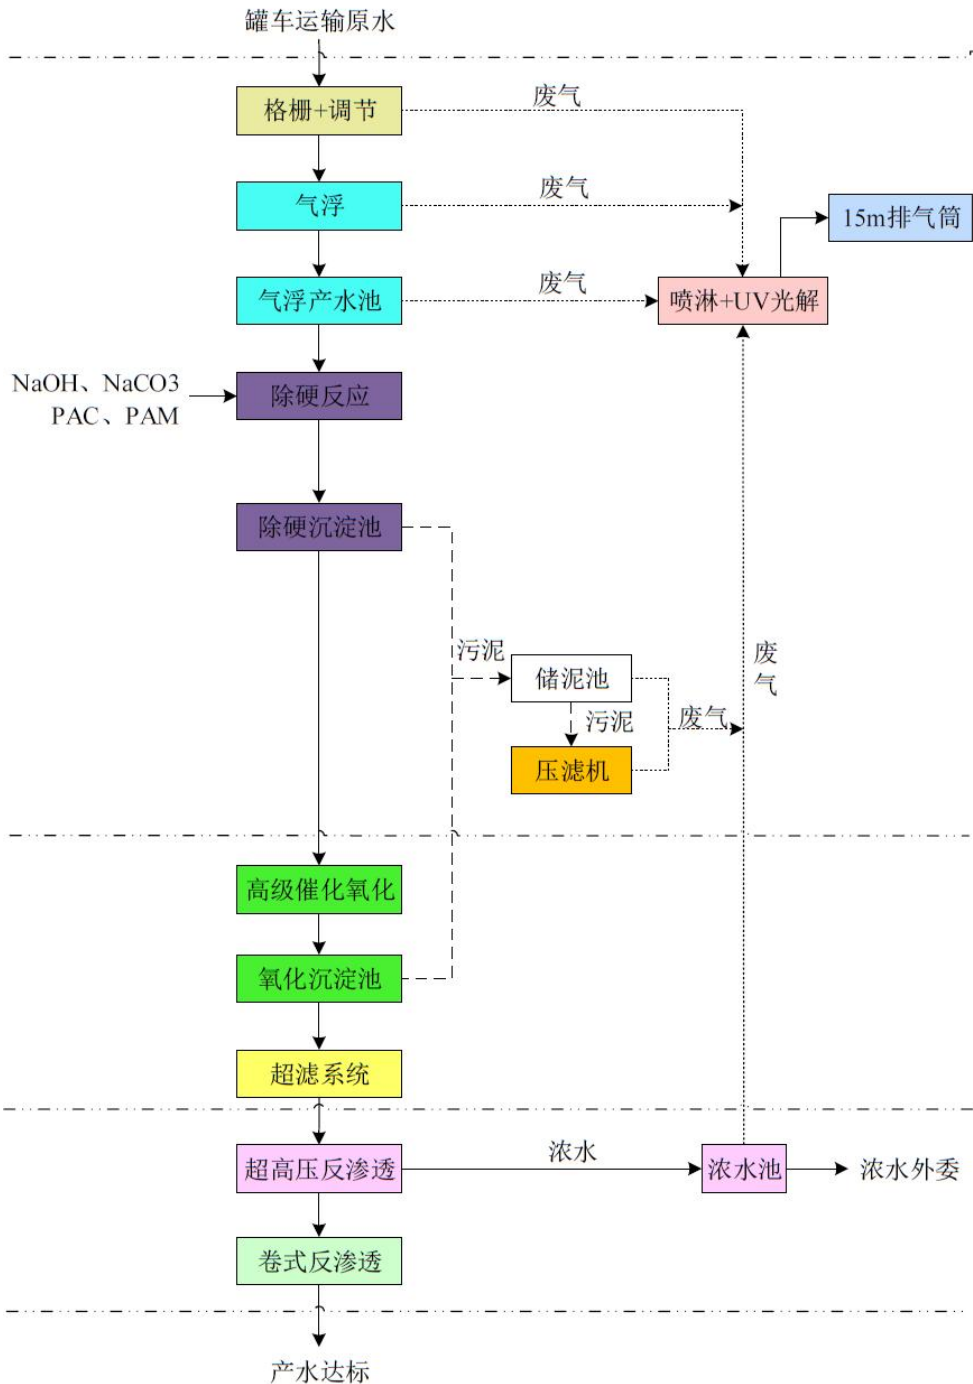 罐车运输原水
格栅+调节
废气
气浮
废气
15m排气筒
气浮产水池
废气
喷淋+UV光解
NaOH、NaCO3
PAC、PAM
除硬反应
除硬沉淀池
污泥
储泥池
废气
污泥
废气
压滤机
高级催化氧化
氧化沉淀池
超滤系统
超高压反渗透
浓水
浓水池
浓水外委
卷式反渗透
产水达标